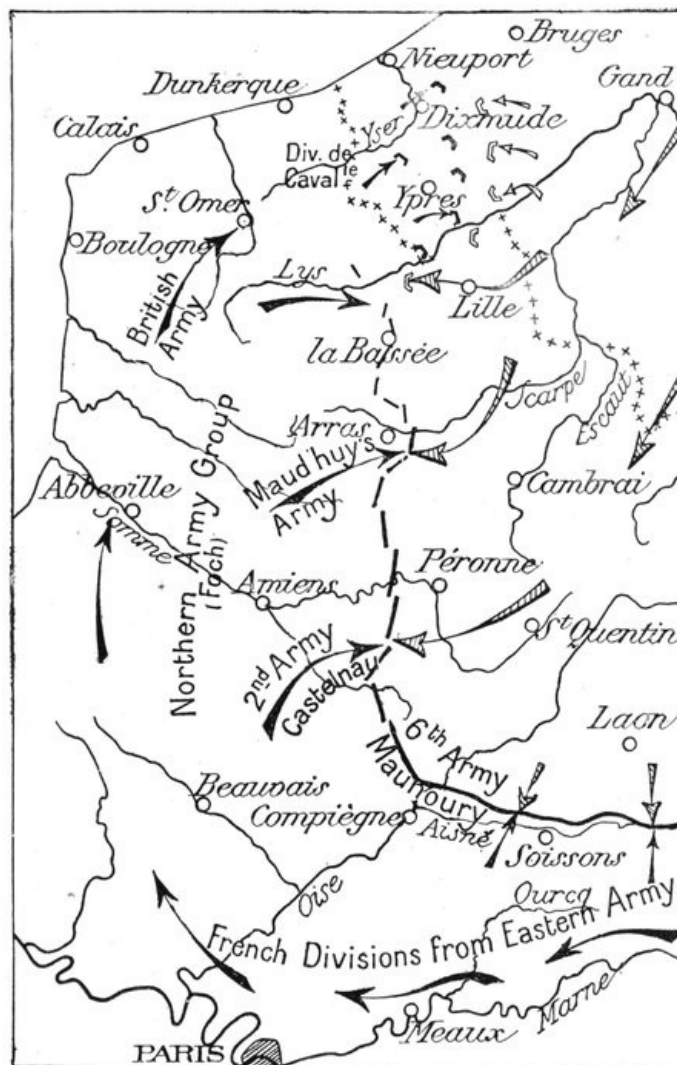 Bruges
Nieuport
Dunkerque
Gand
Calais
Yser
Dixmude
Div. de
Cavalle^ie
St. Omer
Ypres
Boulogne
Lys
British
Army
Lille
la Bassée
Scarpe
Escaut
Arras
Maud'huy's
Army
Cambrai
Abbeville
Somme
Northern Army Group
(Foch)
Péronne
Amiens
St Quentin
2nd Army
Castelnau
6th Army
Maunoury
Laon
Beauvais
Compiègne
Aisne
Soissons
Oise
Ourcq
French Divisions from Eastern Army
Marne
Meaux
PARIS